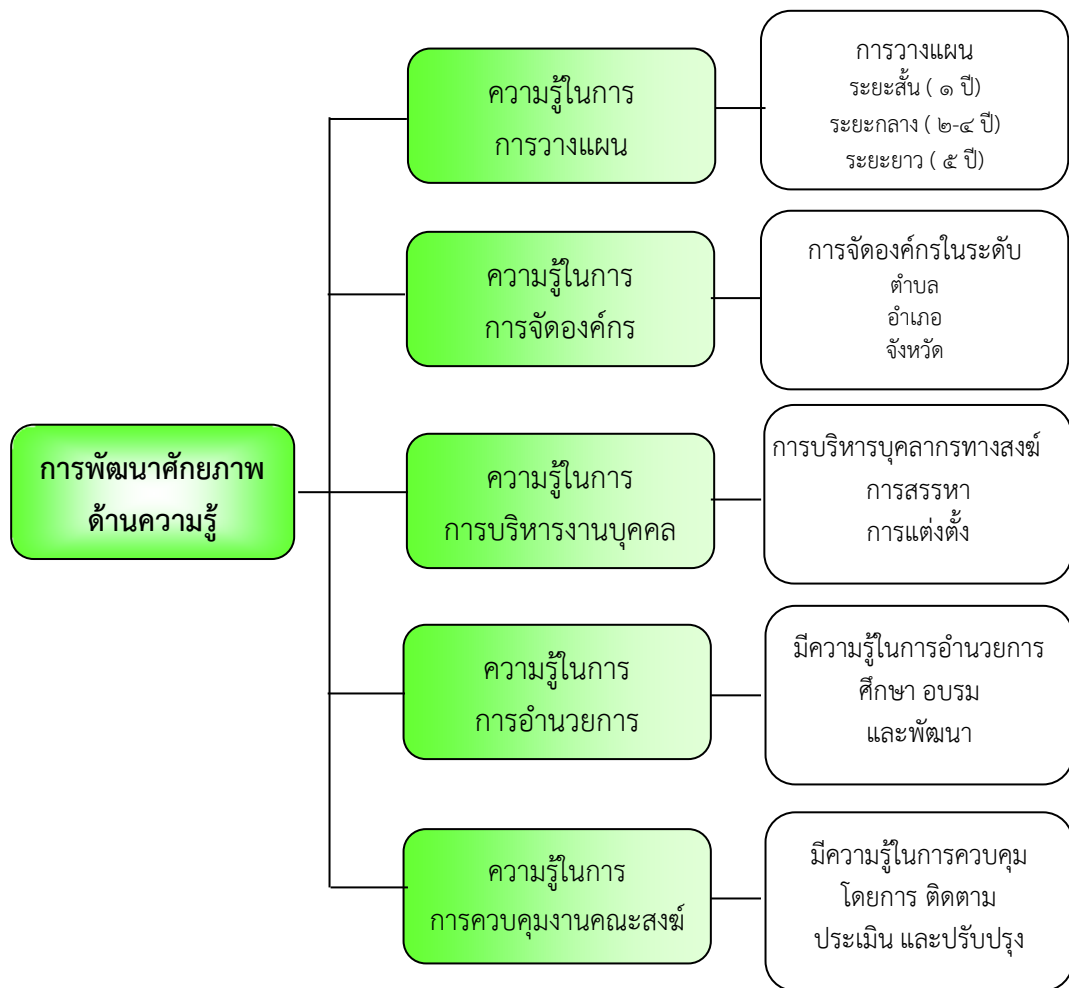 การพัฒนาศักยภาพ
ด้านความรู้
ความรู้ในการ
การวางแผน
การวางแผน
ระยะสั้น ( ๑ ปี)
ระยะกลาง ( ๒-๔ ปี)
ระยะยาว ( ๕ ปี)
ความรู้ในการ
การจัดองค์กร
การจัดองค์กรในระดับ
ตำบล
อำเภอ
จังหวัด
ความรู้ในการ
การบริหารงานบุคคล
การบริหารบุคลากรทางสงฆ์
การสรรหา
การแต่งตั้ง
ความรู้ในการ
การอำนวยการ
มีความรู้ในการอำนวยการ
ศึกษา อบรม
และพัฒนา
ความรู้ในการ
การควบคุมงานคณะสงฆ์
มีความรู้ในการควบคุม
โดยการ ติดตาม
ประเมิน และปรับปรุง